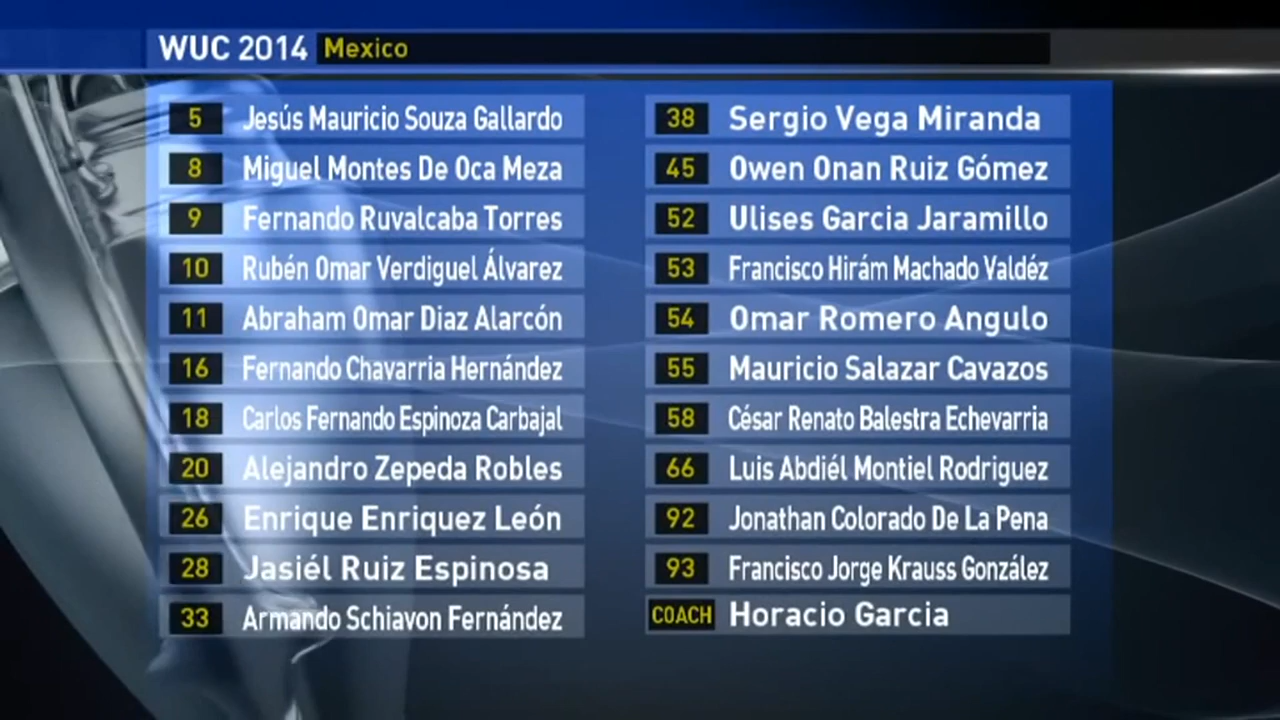 WUC 2014 Mexico
5 Jesús Mauricio Souza Gallardo
8 Miguel Montes De Oca Meza
9 Fernando Ruvalcaba Torres
10 Rubén Omar Verdiguel Álvarez
11 Abraham Omar Diaz Alarcón
16 Fernando Chavarria Hernández
18 Carlos Fernando Espinoza Carbajal
20 Alejandro Zepeda Robles
26 Enrique Enriquez León
28 Jasiél Ruiz Espinosa
33 Armando Schiavon Fernández
38 Sergio Vega Miranda
45 Owen Onan Ruiz Gómez
52 Ulises Garcia Jaramillo
53 Francisco Hirám Machado Valdéz
54 Omar Romero Angulo
55 Mauricio Salazar Cavazos
58 César Renato Balestra Echevarria
66 Luis Abdiél Montiel Rodriguez
92 Jonathan Colorado De La Pena
93 Francisco Jorge Krauss González
COACH Horacio Garcia